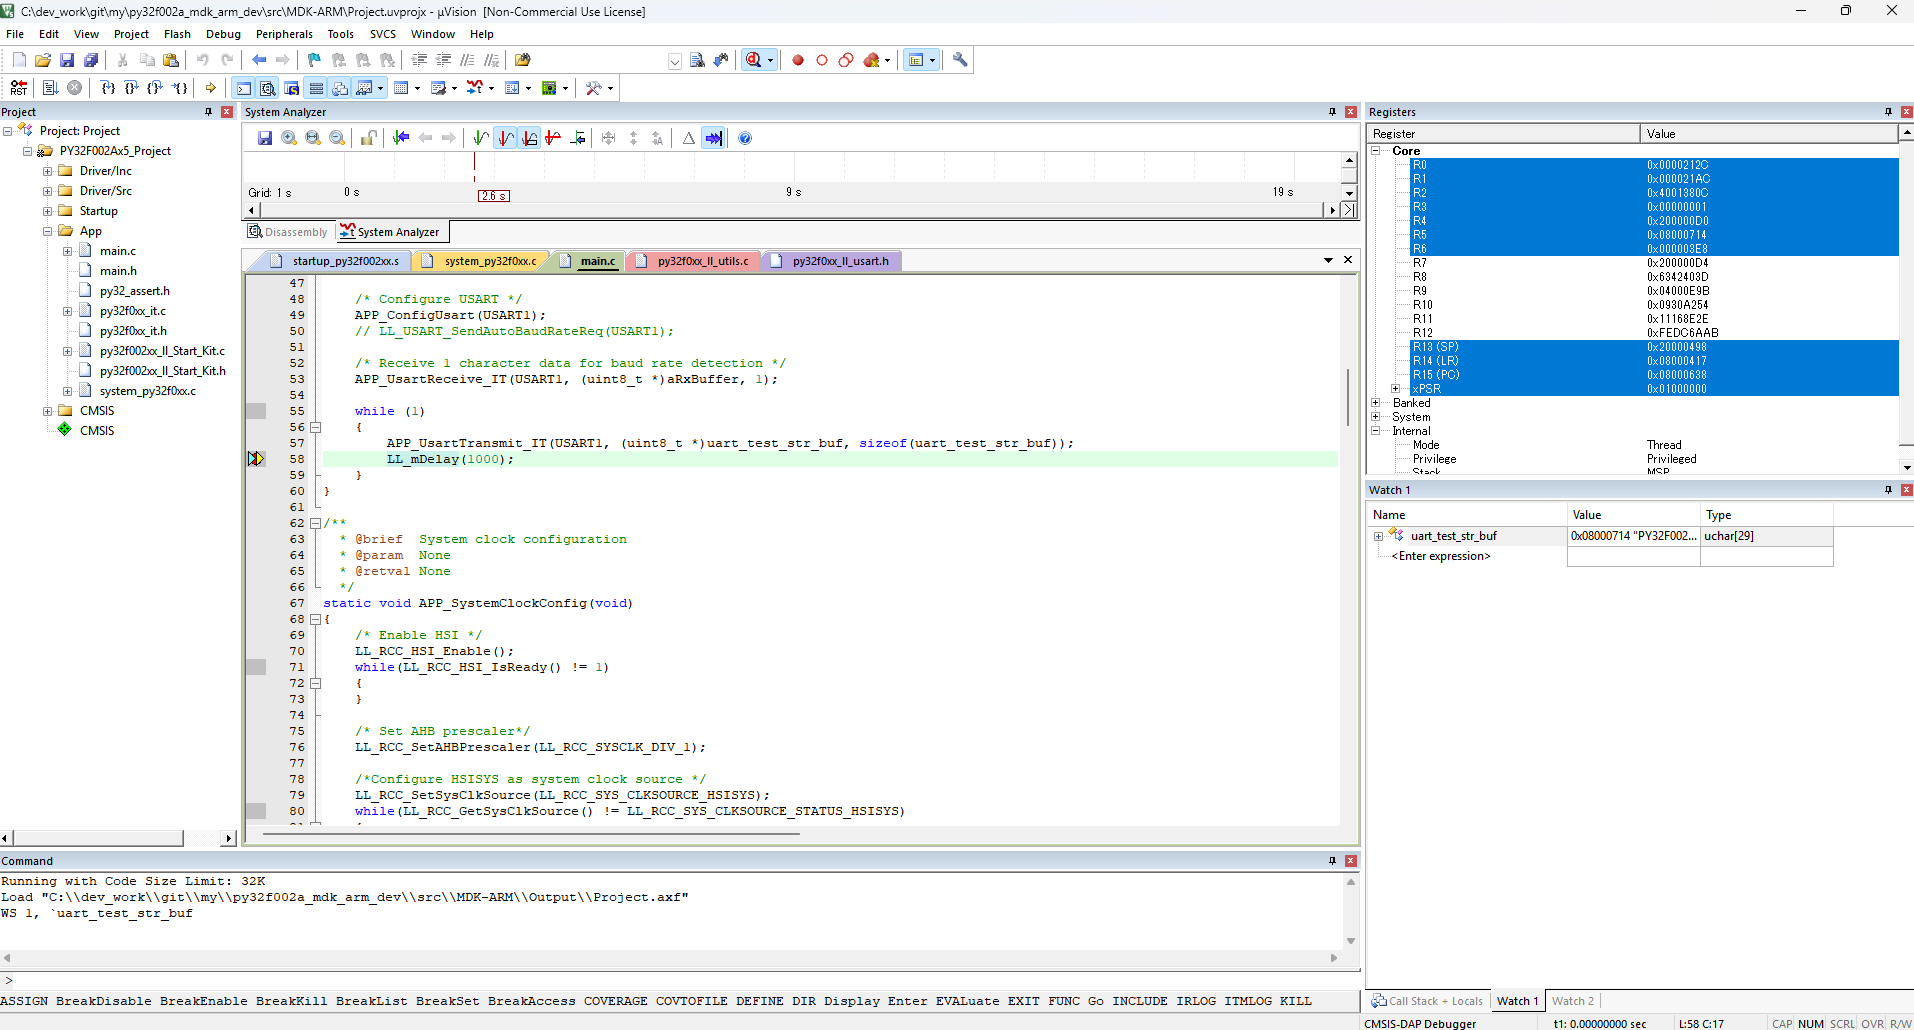 C:\dev_work\git\my\py32f002a_mdk_arm_dev\src\MDK-ARM\Project.uvprojx - µVision  [Non-Commercial Use License]
File Edit View Project Flash Debug Peripherals Tools SVCS Window Help
Project
Project: Project
PY32F002Ax5_Project
Driver/Inc
Driver/Src
Startup
App
main.c
main.h
py32_assert.h
py32f0xx_it.c
py32f0xx_it.h
py32f002xx_ll_Start_Kit.c
py32f002xx_ll_Start_Kit.h
system_py32f0xx.c
CMSIS
CMSIS
System Analyzer
Grid: 1 s 0 s 2.6 s 9 s 19 s
Disassembly System Analyzer
startup_py32f002xx.s system_py32f0xx.c main.c py32f0xx_ll_utils.c py32f0xx_ll_usart.h
47
48 /* Configure USART */
49 APP_ConfigUsart(USART1);
50 // LL_USART_SendAutoBaudRateReq(USART1);
51
52 /* Receive 1 character data for baud rate detection */
53 APP_UsartReceive_IT(USART1, (uint8_t *)aRxBuffer, 1);
54
55 while (1)
56 {
57 APP_UsartTransmit_IT(USART1, (uint8_t *)uart_test_str_buf, sizeof(uart_test_str_buf));
58 LL_mDelay(1000);
59 }
60 }
61
62 /**
63 * @brief  System clock configuration
64 * @param  None
65 * @retval None
66 */
67 static void APP_SystemClockConfig(void)
68 {
69 /* Enable HSI */
70 LL_RCC_HSI_Enable();
71 while(LL_RCC_HSI_IsReady() != 1)
72 {
73 }
74
75 /* Set AHB prescaler*/
76 LL_RCC_SetAHBPrescaler(LL_RCC_SYSCLK_DIV_1);
77
78 /*Configure HSISYS as system clock source */
79 LL_RCC_SetSysClkSource(LL_RCC_SYS_CLKSOURCE_HSISYS);
80 while(LL_RCC_GetSysClkSource() != LL_RCC_SYS_CLKSOURCE_STATUS_HSISYS)
Registers
Register Value
Core
R0 0x0000212C
R1 0x000021AC
R2 0x4001380C
R3 0x00000001
R4 0x200000D0
R5 0x08000714
R6 0x000003E8
R7 0x200000D4
R8 0x6342403D
R9 0x04000E9B
R10 0x0930A254
R11 0x11168E2E
R12 0xFEDC6AAB
R13 (SP) 0x20000498
R14 (LR) 0x08000417
R15 (PC) 0x08000638
xPSR 0x01000000
Banked
System
Internal
Mode Thread
Privilege Privileged
Stack MSP
Watch 1
Name Value Type
uart_test_str_buf 0x08000714 "PY32F002... uchar[29]
<Enter expression>
Command
Running with Code Size Limit: 32K
Load "C:\\dev_work\\git\\my\\py32f002a_mdk_arm_dev\\src\\MDK-ARM\\Output\\Project.axf"
WS 1, `uart_test_str_buf
>
ASSIGN BreakDisable BreakEnable BreakKill BreakList BreakSet BreakAccess COVERAGE COVTOFILE DEFINE DIR Display Enter EVALuate EXIT FUNC Go INCLUDE IRLOG ITMLOG KILL
Call Stack + Locals Watch 1 Watch 2
CMSIS-DAP Debugger t1: 0.00000000 sec L:58 C:17 CAP NUM SCRL OVR R/W